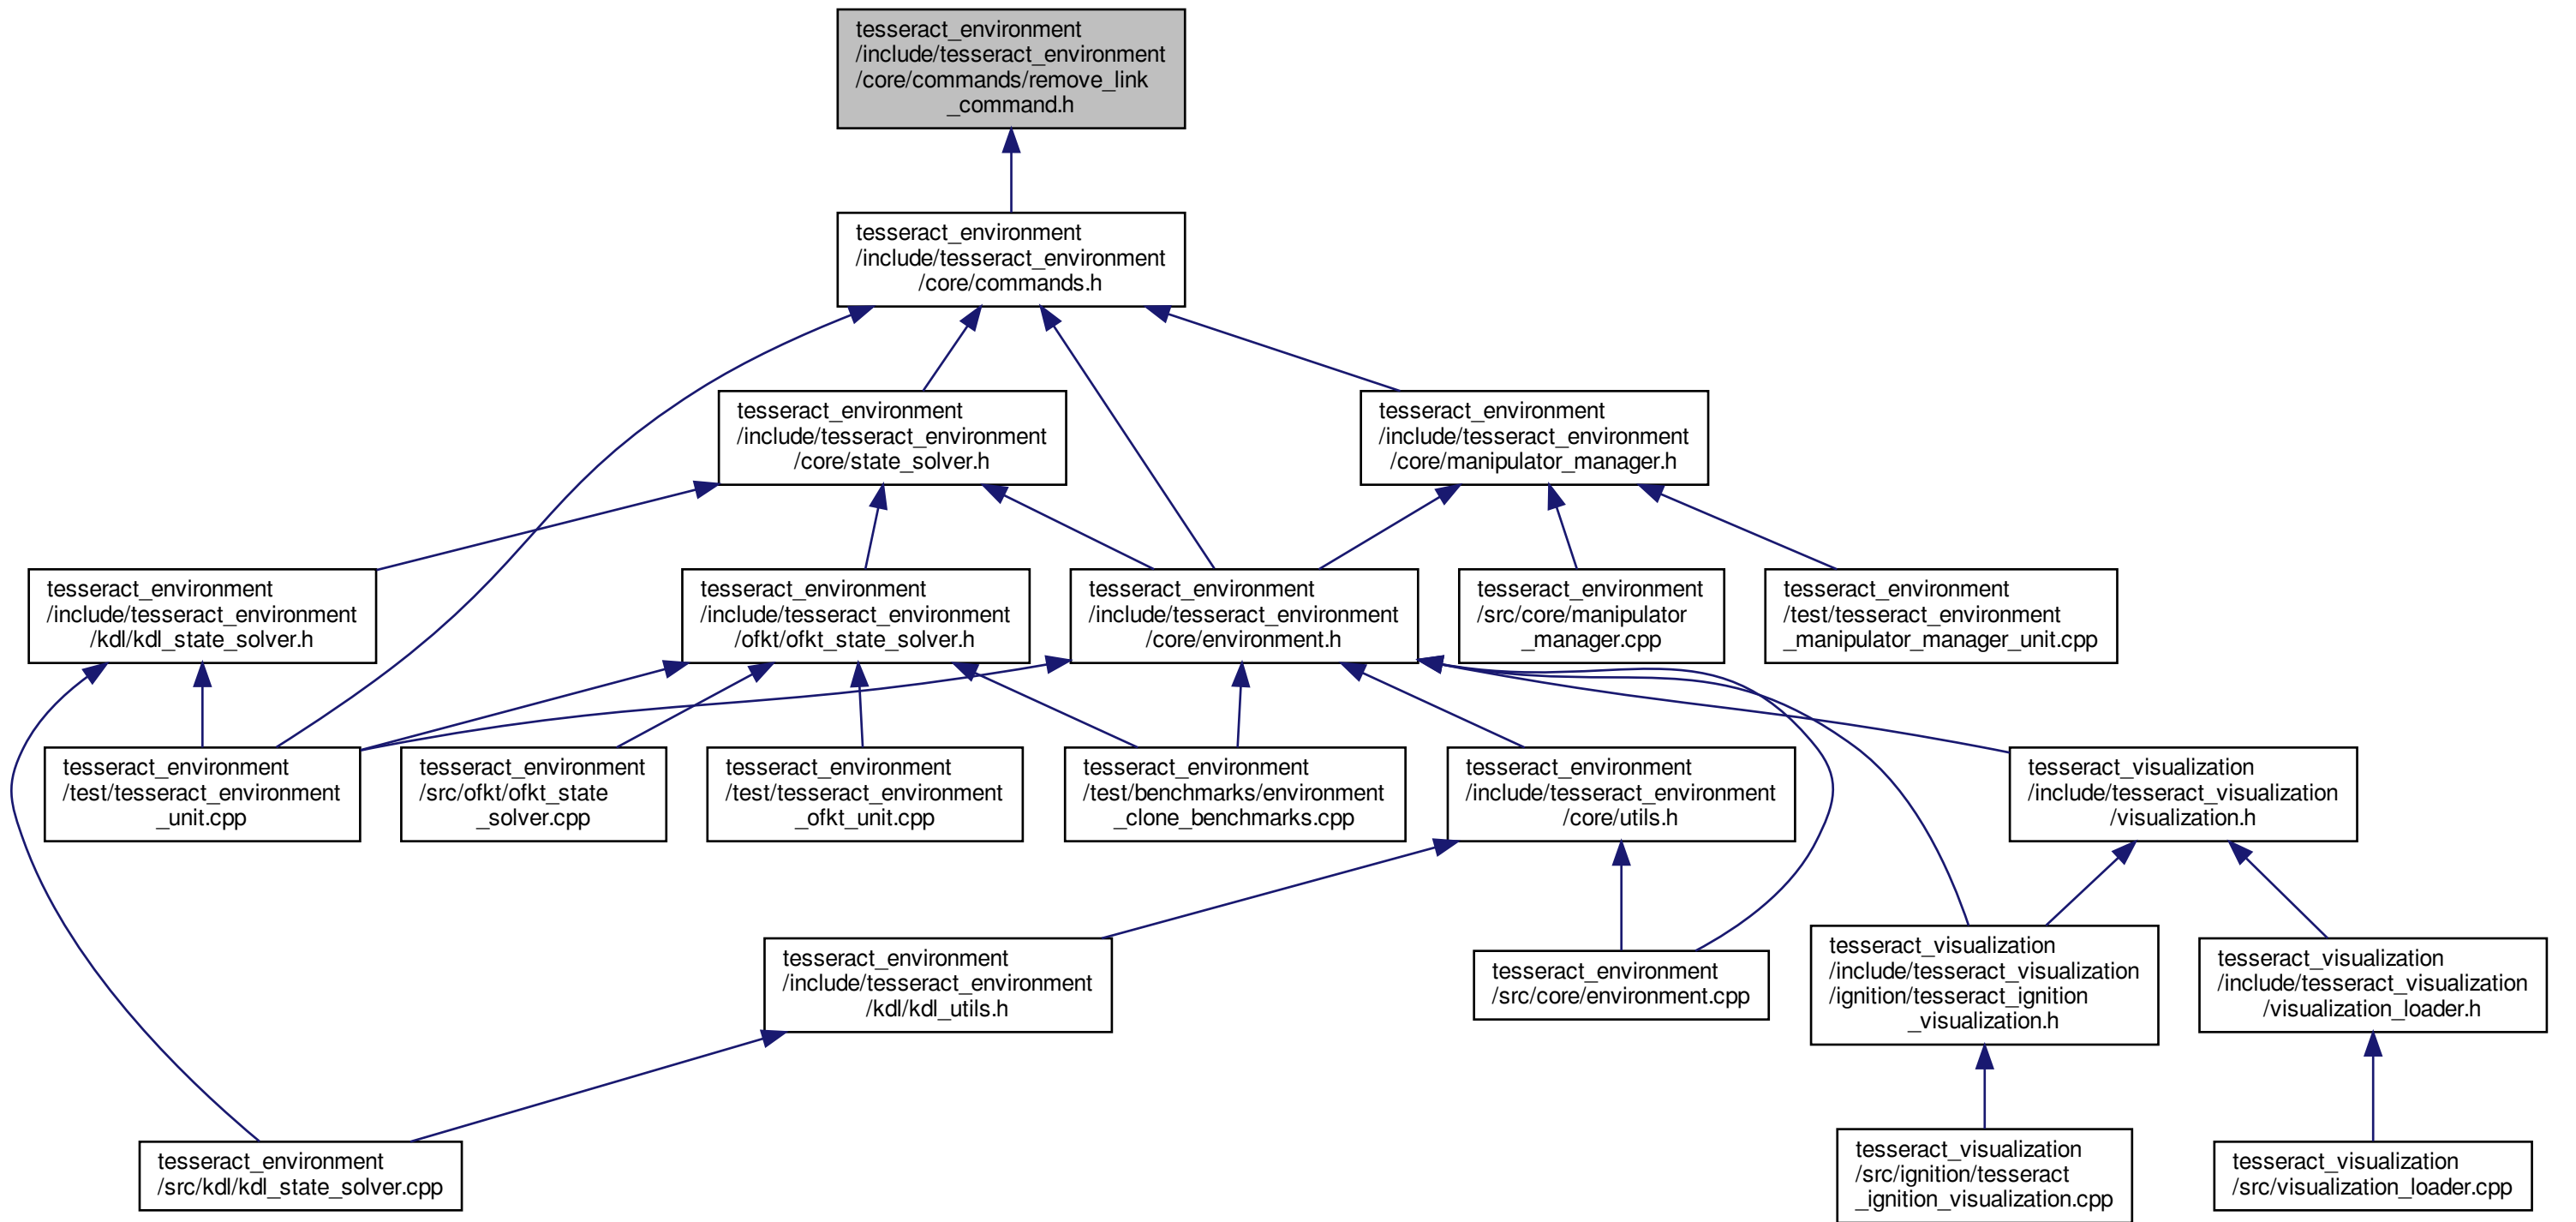 tesseract_environment
/include/tesseract_environment
/core/commands/remove_link
_command.h
tesseract_environment
/include/tesseract_environment
/core/commands.h
tesseract_environment
/include/tesseract_environment
/core/state_solver.h
tesseract_environment
/include/tesseract_environment
/core/manipulator_manager.h
tesseract_environment
/include/tesseract_environment
/kdl/kdl_state_solver.h
tesseract_environment
/include/tesseract_environment
/ofkt/ofkt_state_solver.h
tesseract_environment
/include/tesseract_environment
/core/environment.h
tesseract_environment
/src/core/manipulator
_manager.cpp
tesseract_environment
/test/tesseract_environment
_manipulator_manager_unit.cpp
tesseract_environment
/test/tesseract_environment
_unit.cpp
tesseract_environment
/src/ofkt/ofkt_state
_solver.cpp
tesseract_environment
/test/tesseract_environment
_ofkt_unit.cpp
tesseract_environment
/test/benchmarks/environment
_clone_benchmarks.cpp
tesseract_environment
/include/tesseract_environment
/core/utils.h
tesseract_visualization
/include/tesseract_visualization
/visualization.h
tesseract_environment
/include/tesseract_environment
/kdl/kdl_utils.h
tesseract_environment
/src/core/environment.cpp
tesseract_visualization
/include/tesseract_visualization
/ignition/tesseract_ignition
_visualization.h
tesseract_visualization
/include/tesseract_visualization
/visualization_loader.h
tesseract_environment
/src/kdl/kdl_state_solver.cpp
tesseract_visualization
/src/ignition/tesseract
_ignition_visualization.cpp
tesseract_visualization
/src/visualization_loader.cpp